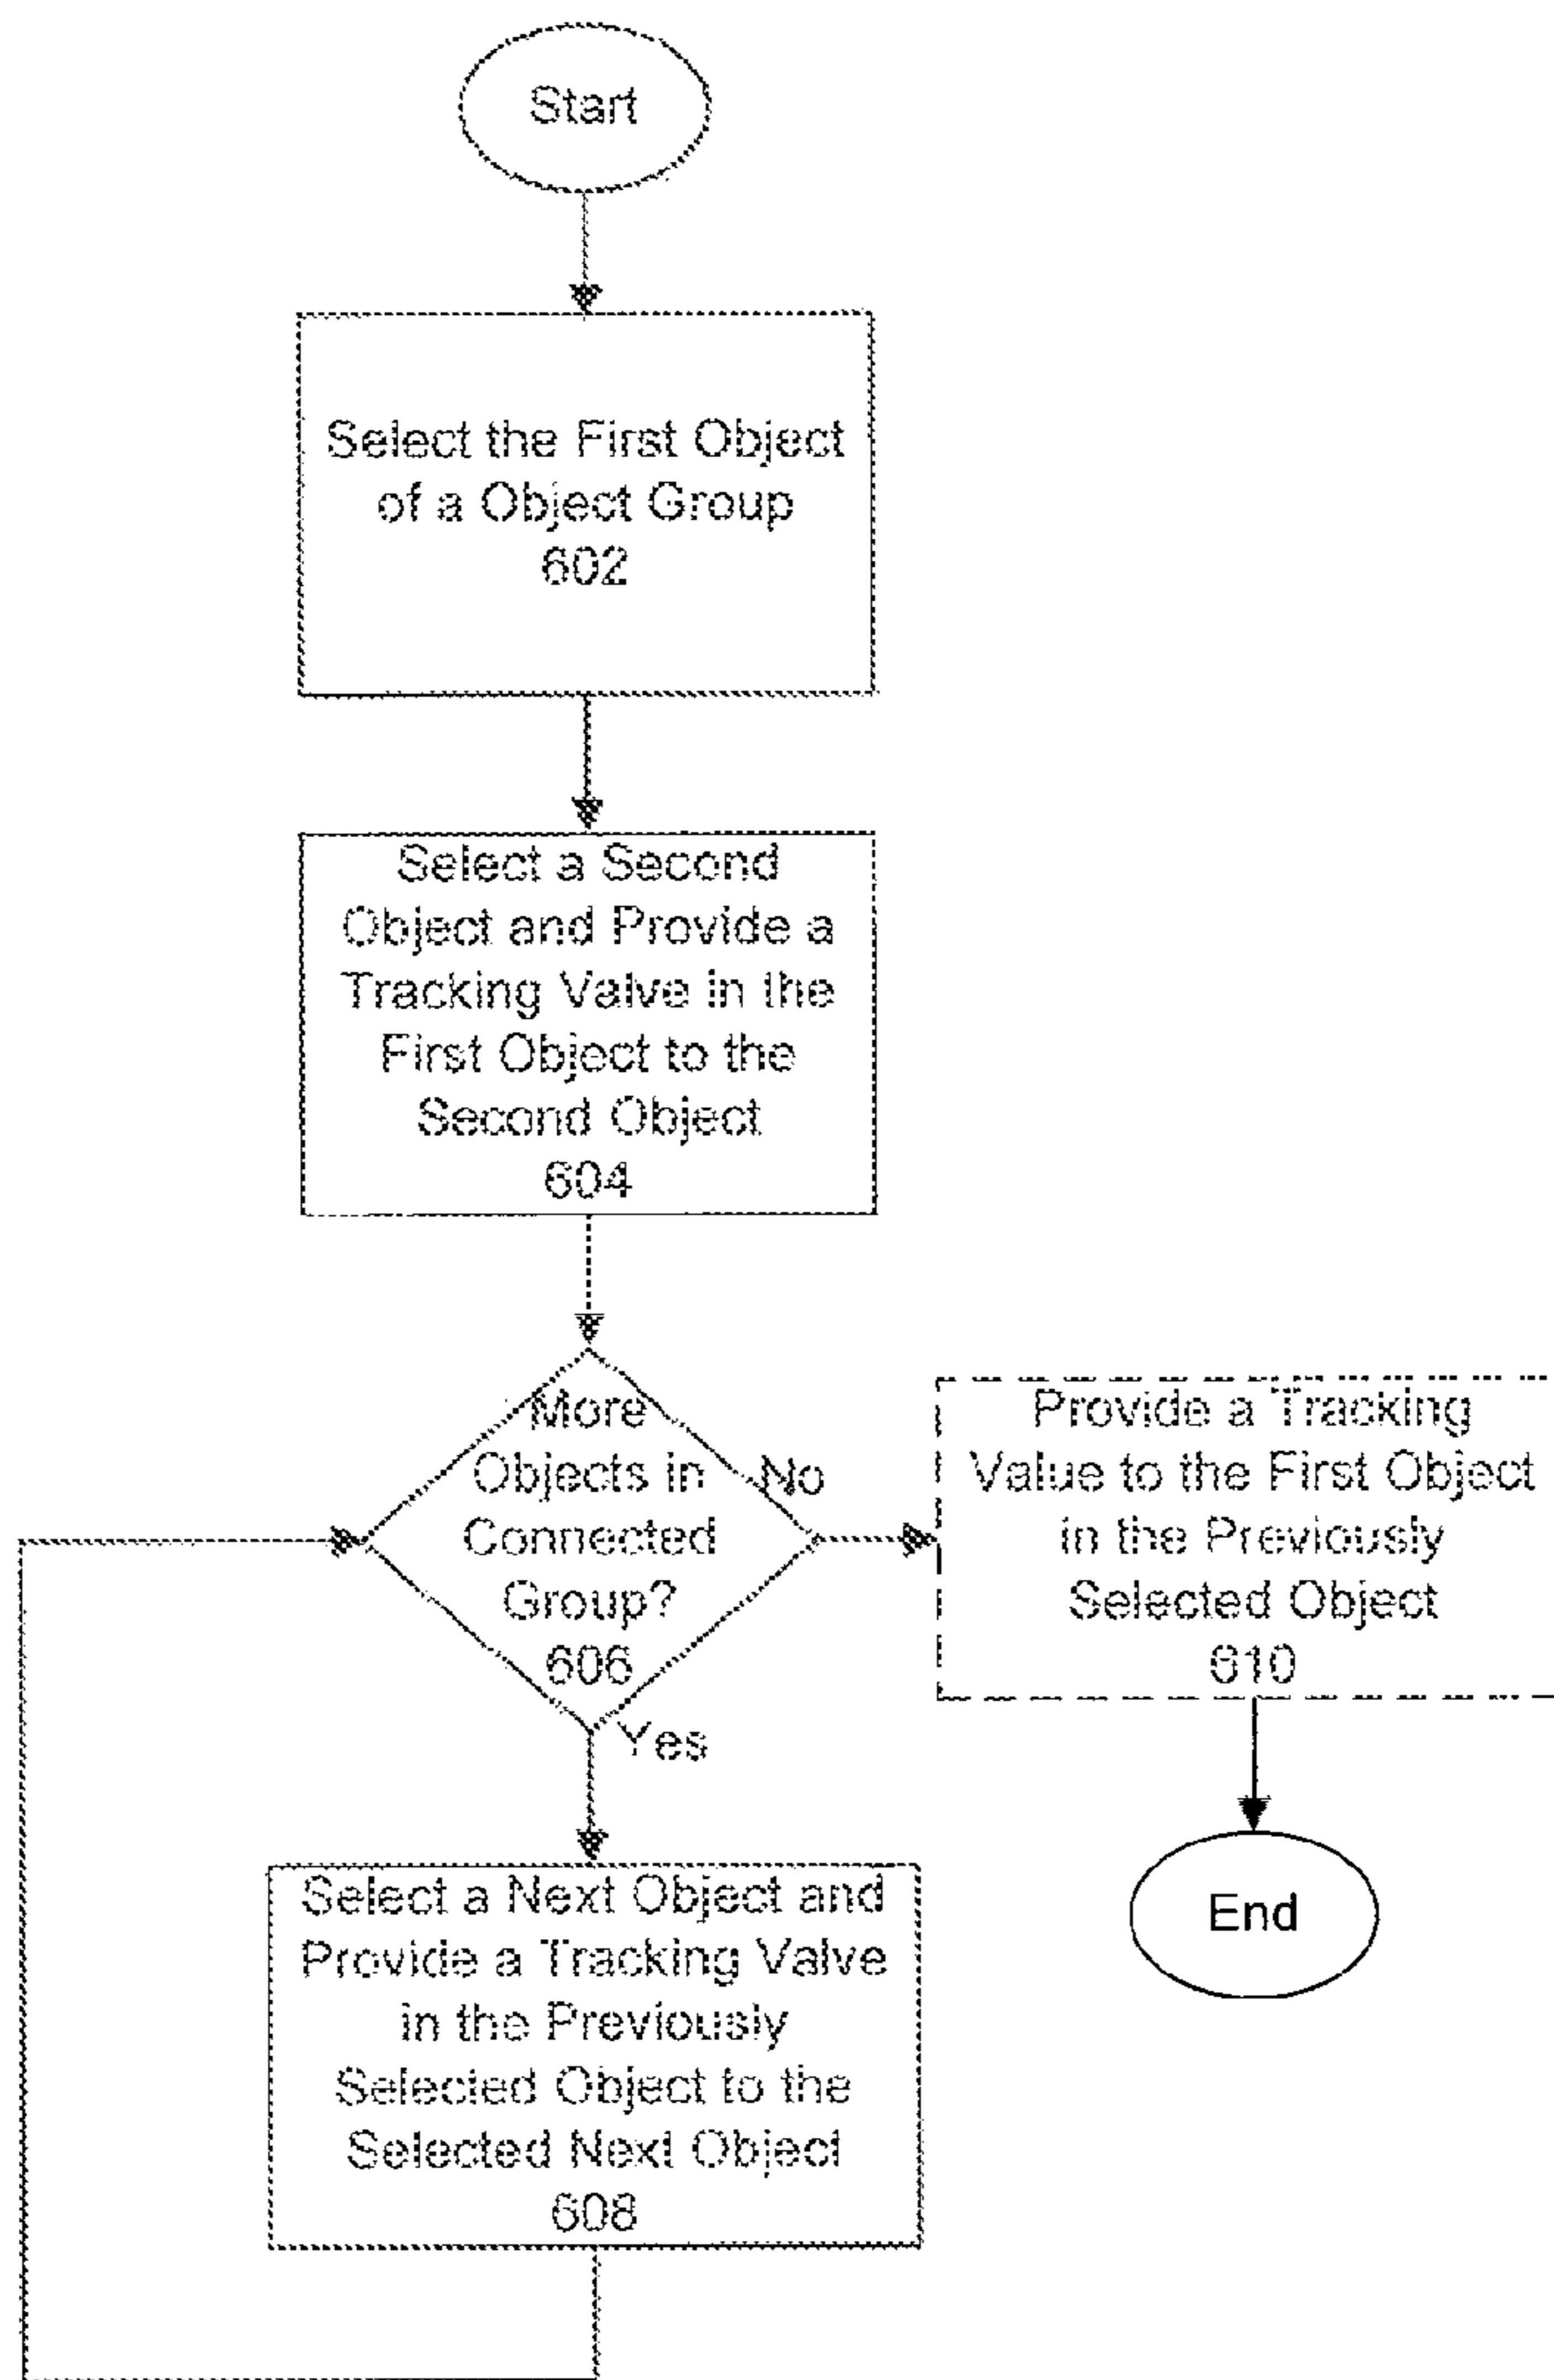 Start
Select the First Object
of a Object Group
602
Select a Second
Object and Provide a
Tracking Valve in the
First Object to the
Second Object
604
More
Objects in
Connected
Group?
606
No
Provide a Tracking
Value to the First Object
in the Previously
Selected Object
610
Yes
End
Select a Next Object and
Provide a Tracking Valve
in the Previously
Selected Object to the
Selected Next Object
608